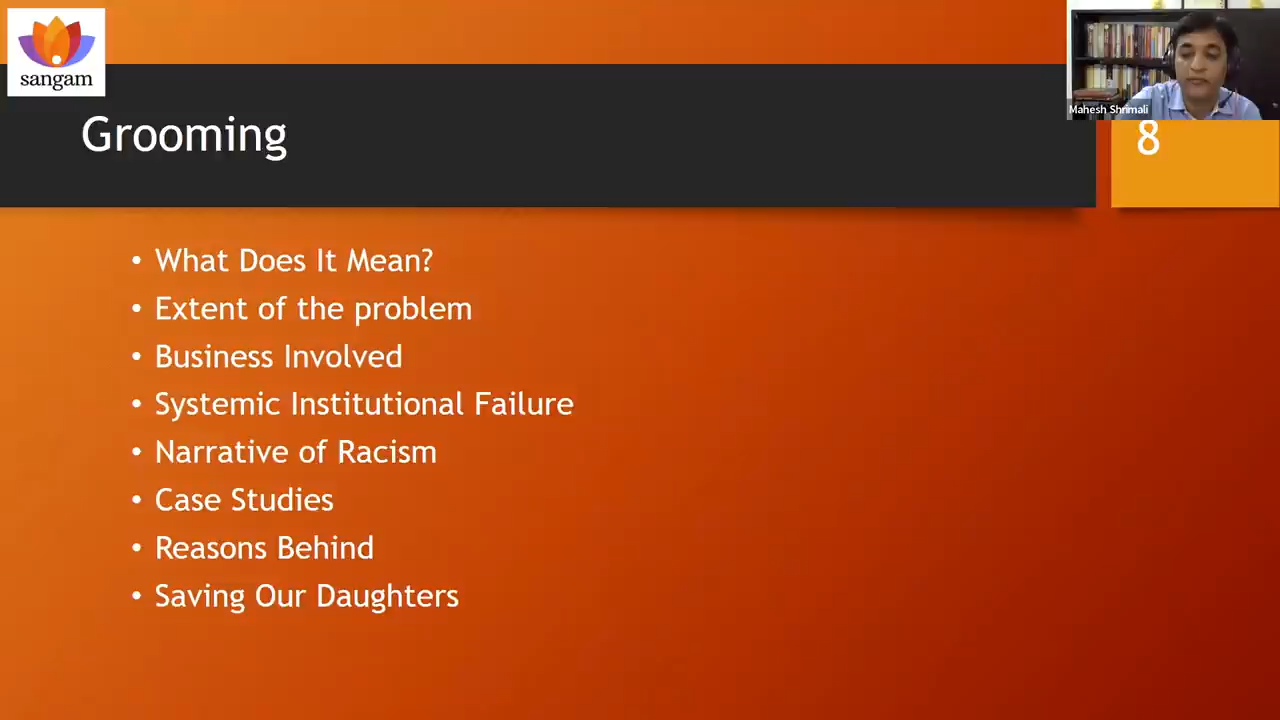 sangam
Mahesh Shrimali
Grooming
8
• What Does It Mean?
• Extent of the problem
• Business Involved
• Systemic Institutional Failure
• Narrative of Racism
• Case Studies
• Reasons Behind
• Saving Our Daughters